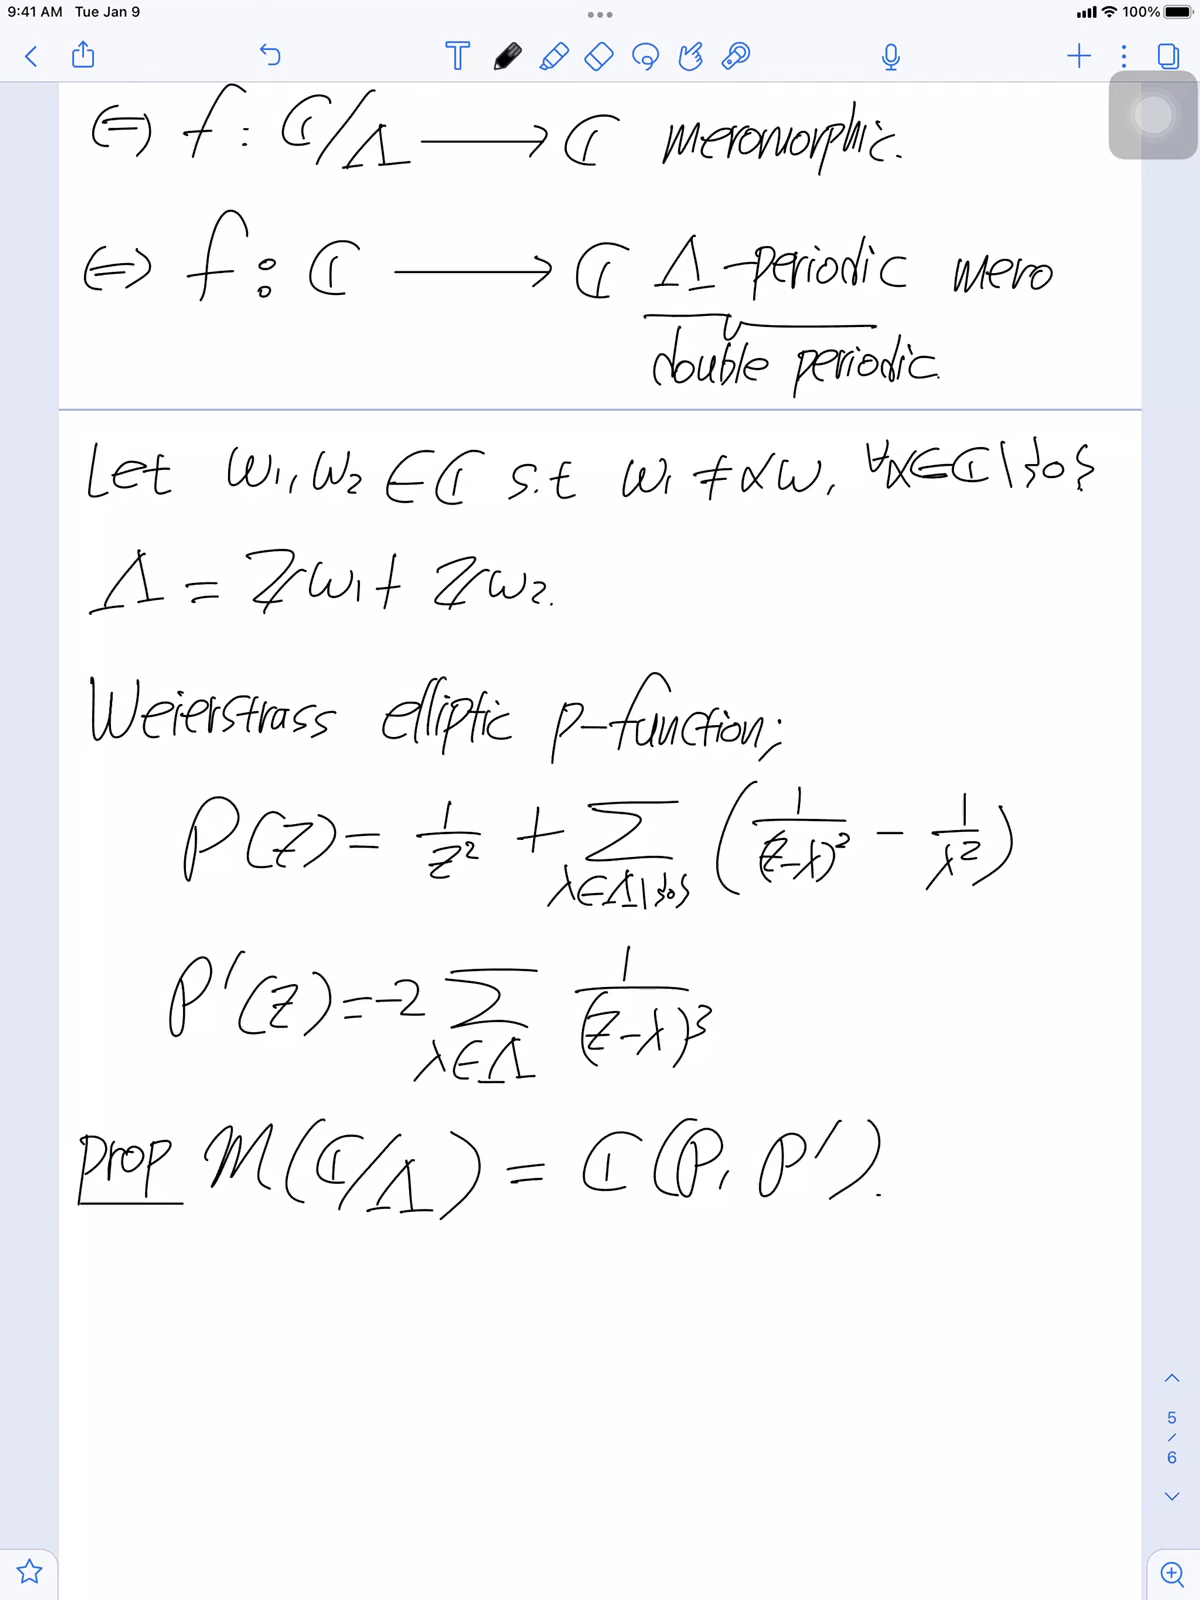 9:41 AM Tue Jan 9
100%
⇔ f : ℂ/Λ ⟶ ℂ meromorphic.
⇔ f : ℂ ⟶ ℂ Λ-periodic mero
double periodic.
Let ω₁, ω₂ ∈ ℂ s.t ω₁ ≠ αω, ∀α∈ℂ\{0}
Λ = ℤω₁ + ℤω₂.
Weierstrass elliptic p-function;
℘(z) = 1/z² + Σ_{λ∈Λ\{0}} (1/(z-λ)² - 1/λ²)
℘'(z) = -2 Σ_{λ∈Λ} 1/(z-λ)³
prop M(ℂ/Λ) = ℂ(℘, ℘').
5
/
6